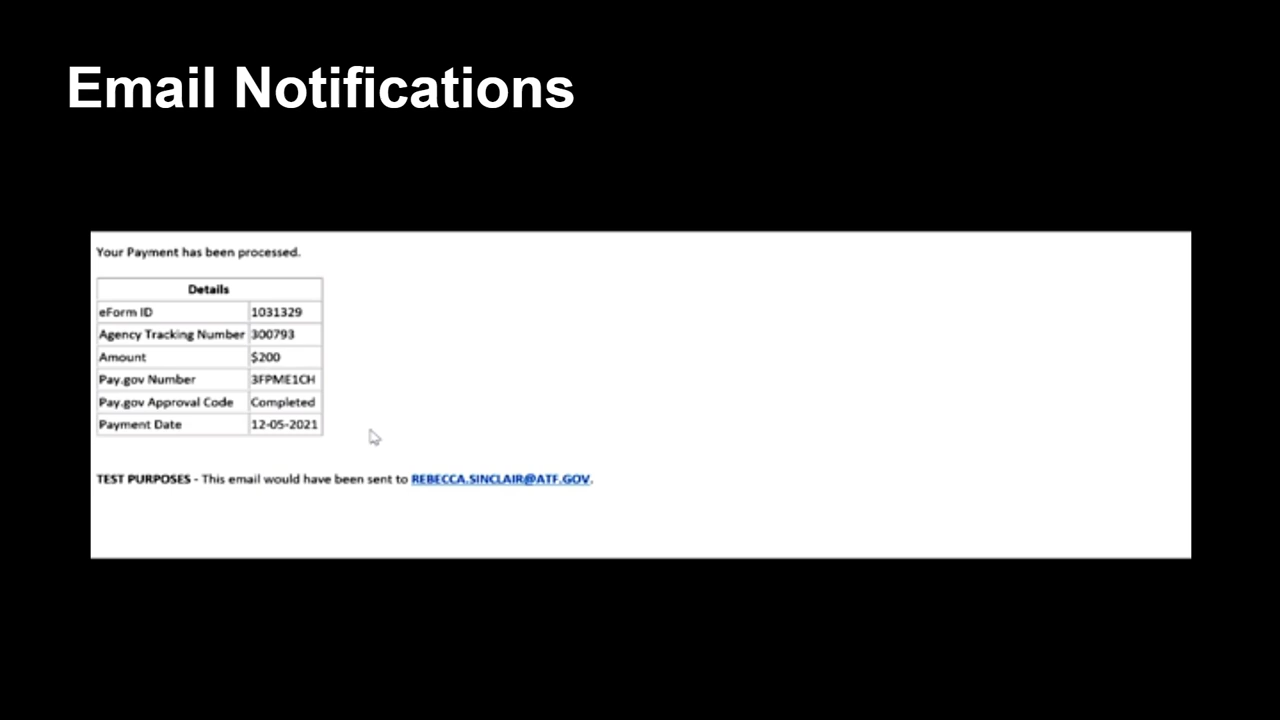 Email Notifications
Your Payment has been processed.
Details
eForm ID 1031329
Agency Tracking Number 300793
Amount $200
Pay.gov Number 3FPME1CH
Pay.gov Approval Code Completed
Payment Date 12-05-2021
TEST PURPOSES - This email would have been sent to REBECCA.SINCLAIR@ATF.GOV.